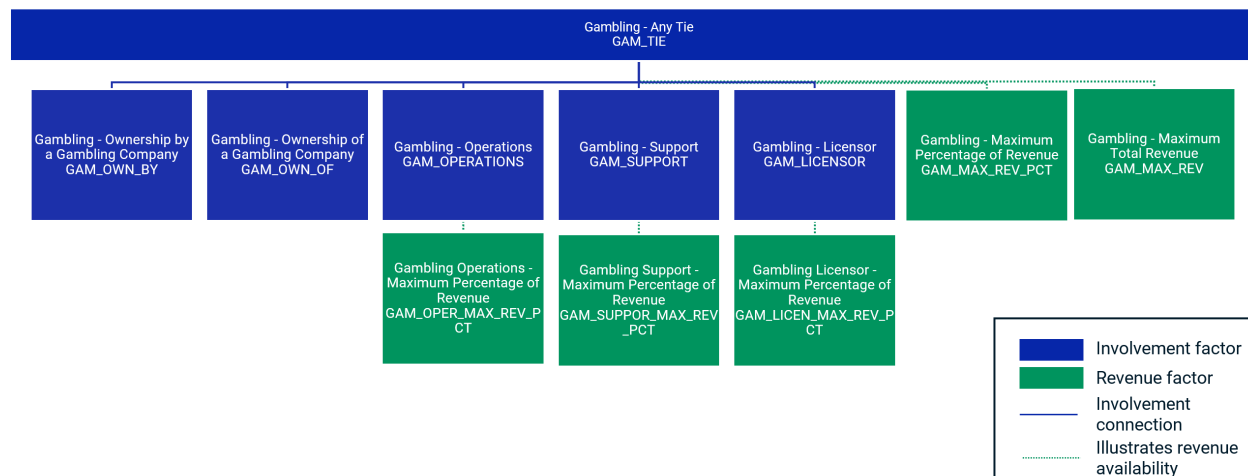 Gambling - Any Tie
GAM_TIE
Gambling - Ownership by
a Gambling Company
GAM_OWN_BY
Gambling - Ownership of
a Gambling Company
GAM_OWN_OF
Gambling - Operations
GAM_OPERATIONS
Gambling - Support
GAM_SUPPORT
Gambling - Licensor
GAM_LICENSOR
Gambling - Maximum
Percentage of Revenue
GAM_MAX_REV_PCT
Gambling - Maximum
Total Revenue
GAM_MAX_REV
Gambling Operations -
Maximum Percentage of
Revenue
GAM_OPER_MAX_REV_P
CT
Gambling Support -
Maximum Percentage of
Revenue
GAM_SUPPOR_MAX_REV
_PCT
Gambling Licensor -
Maximum Percentage of
Revenue
GAM_LICEN_MAX_REV_P
CT
Involvement factor
Revenue factor
Involvement
connection
Illustrates revenue
availability